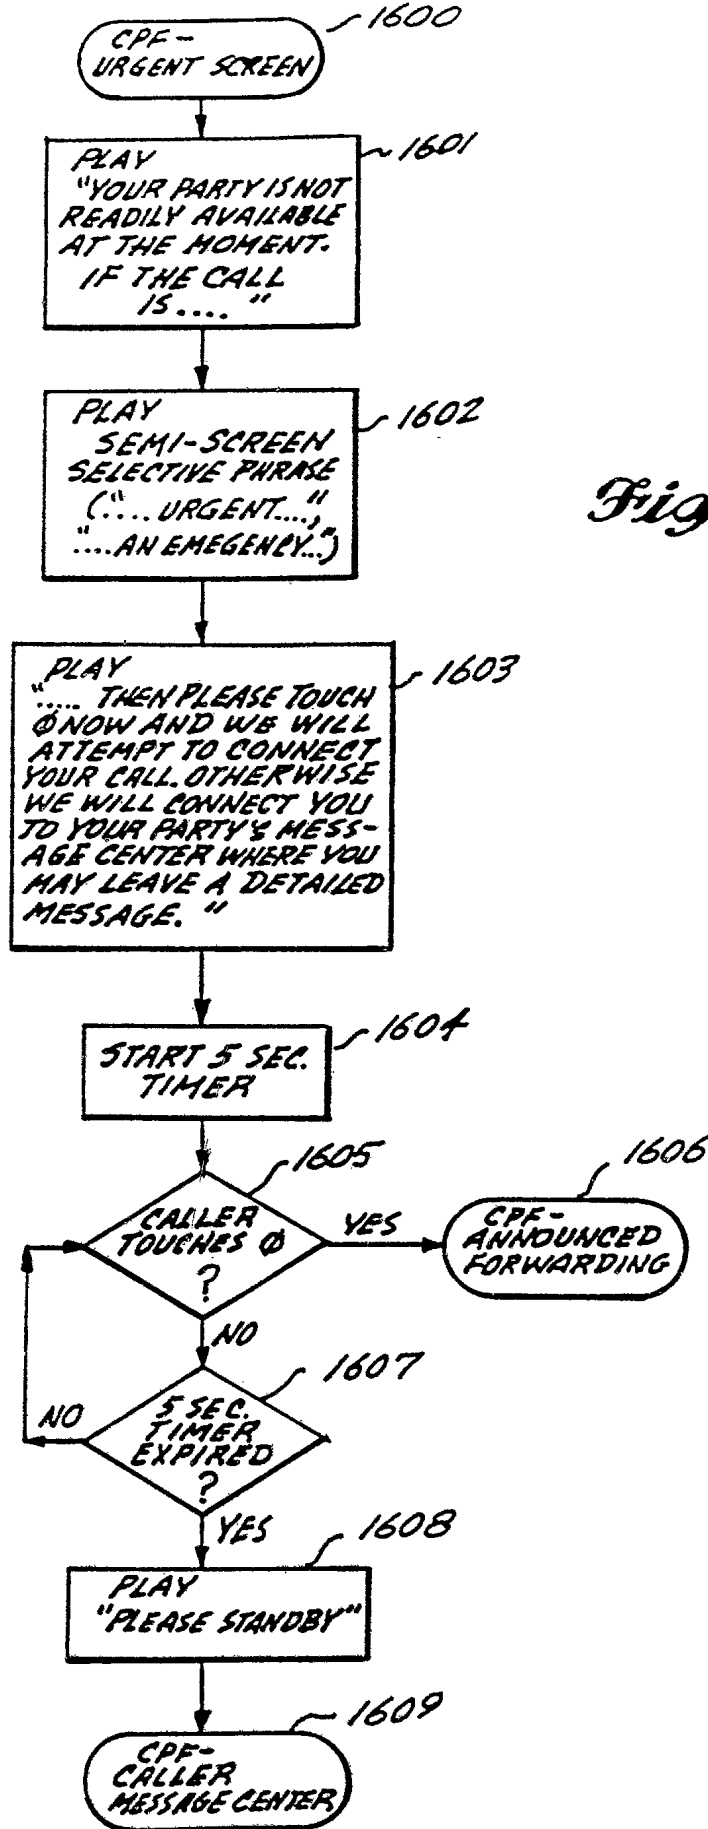 1600
CPF-
URGENT SCREEN
1601
PLAY
"YOUR PARTY IS NOT
READILY AVAILABLE
AT THE MOMENT.
IF THE CALL
IS...."
1602
PLAY
SEMI-SCREEN
SELECTIVE PHRASE
("....URGENT....,"
"....AN EMEGENCY...")
Fig
1603
PLAY
"..... THEN PLEASE TOUCH
Ø NOW AND WE WILL
ATTEMPT TO CONNECT
YOUR CALL. OTHERWISE
WE WILL CONNECT YOU
TO YOUR PARTY'S MESS-
AGE CENTER WHERE YOU
MAY LEAVE A DETAILED
MESSAGE."
1604
START 5 SEC.
TIMER
1605
CALLER
TOUCHES Ø
?
YES
1606
CPF-
ANNOUNCED
FORWARDING
NO
1607
5 SEC.
TIMER
EXPIRED
?
NO
YES
1608
PLAY
"PLEASE STANDBY"
1609
CPF-
CALLER
MESSAGE CENTER